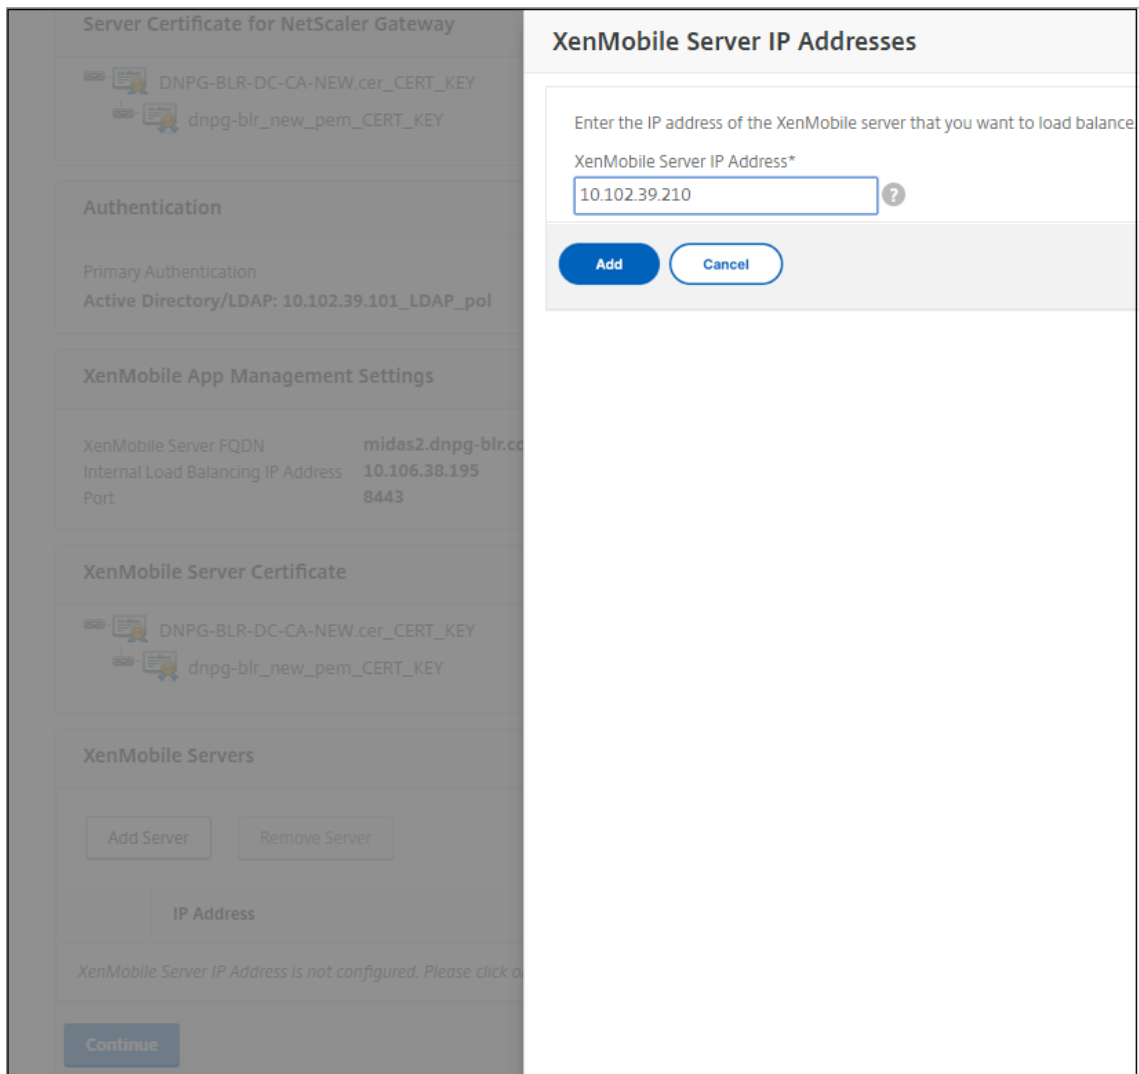 Server Certificate for NetScaler Gateway
DNPG-BLR-DC-CA-NEW.cer_CERT_KEY
dnpg-blr_new_pem_CERT_KEY
Authentication
Primary Authentication
Active Directory/LDAP: 10.102.39.101_LDAP_pol
XenMobile App Management Settings
XenMobile Server FQDN midas2.dnpg-blr.co
Internal Load Balancing IP Address 10.106.38.195
Port 8443
XenMobile Server Certificate
DNPG-BLR-DC-CA-NEW.cer_CERT_KEY
dnpg-blr_new_pem_CERT_KEY
XenMobile Servers
Add Server Remove Server
IP Address
XenMobile Server IP Address is not configured. Please click o
Continue
XenMobile Server IP Addresses
Enter the IP address of the XenMobile server that you want to load balance
XenMobile Server IP Address*
10.102.39.210 ?
Add Cancel